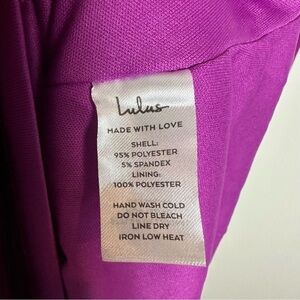 Lulus
MADE WITH LOVE
SHELL:
95% POLYESTER
5% SPANDEX
LINING:
100% POLYESTER
HAND WASH COLD
DO NOT BLEACH
LINE DRY
IRON LOW HEAT